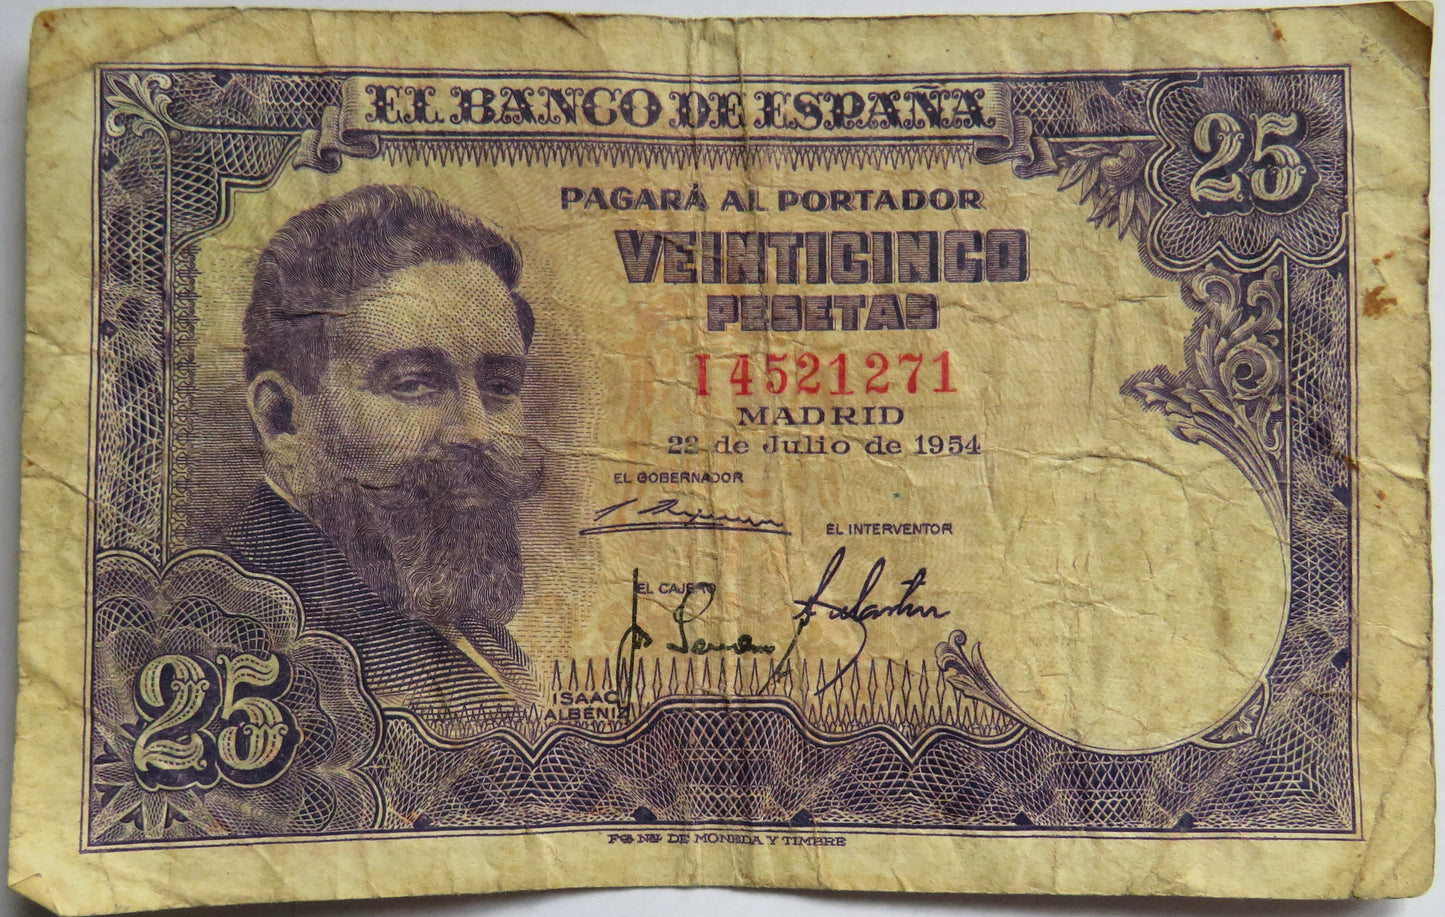 EL BANCO DE ESPAÑA
25
PAGARÁ AL PORTADOR
VEINTICINCO
PESETAS
I4521271
MADRID
22 de Julio de 1954
EL GOBERNADOR
EL INTERVENTOR
EL CAJERO
ISAAC
ALBENIZ
25
Fca. Nal. DE MONEDA Y TIMBRE